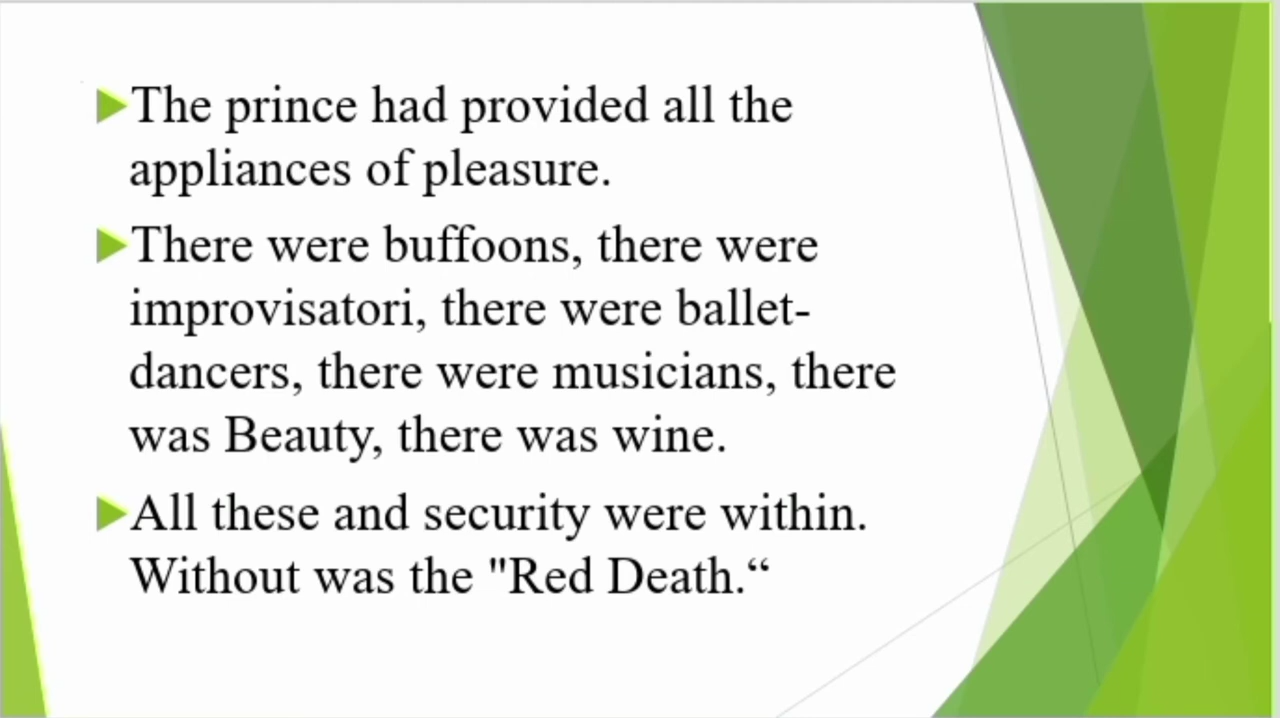 The prince had provided all the
appliances of pleasure.
There were buffoons, there were
improvisatori, there were ballet-
dancers, there were musicians, there
was Beauty, there was wine.
All these and security were within.
Without was the "Red Death.“